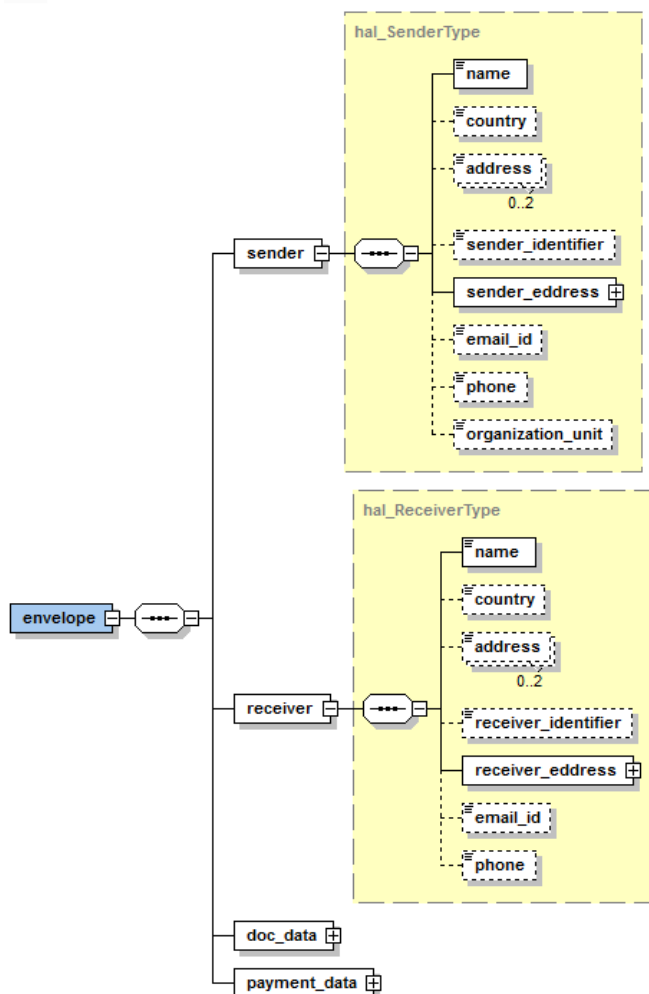 hal_SenderType
name
country
address
0..2
sender
sender_identifier
sender_eddress
email_id
phone
organization_unit
hal_ReceiverType
name
country
envelope
address
0..2
receiver
receiver_identifier
receiver_eddress
email_id
phone
doc_data
payment_data